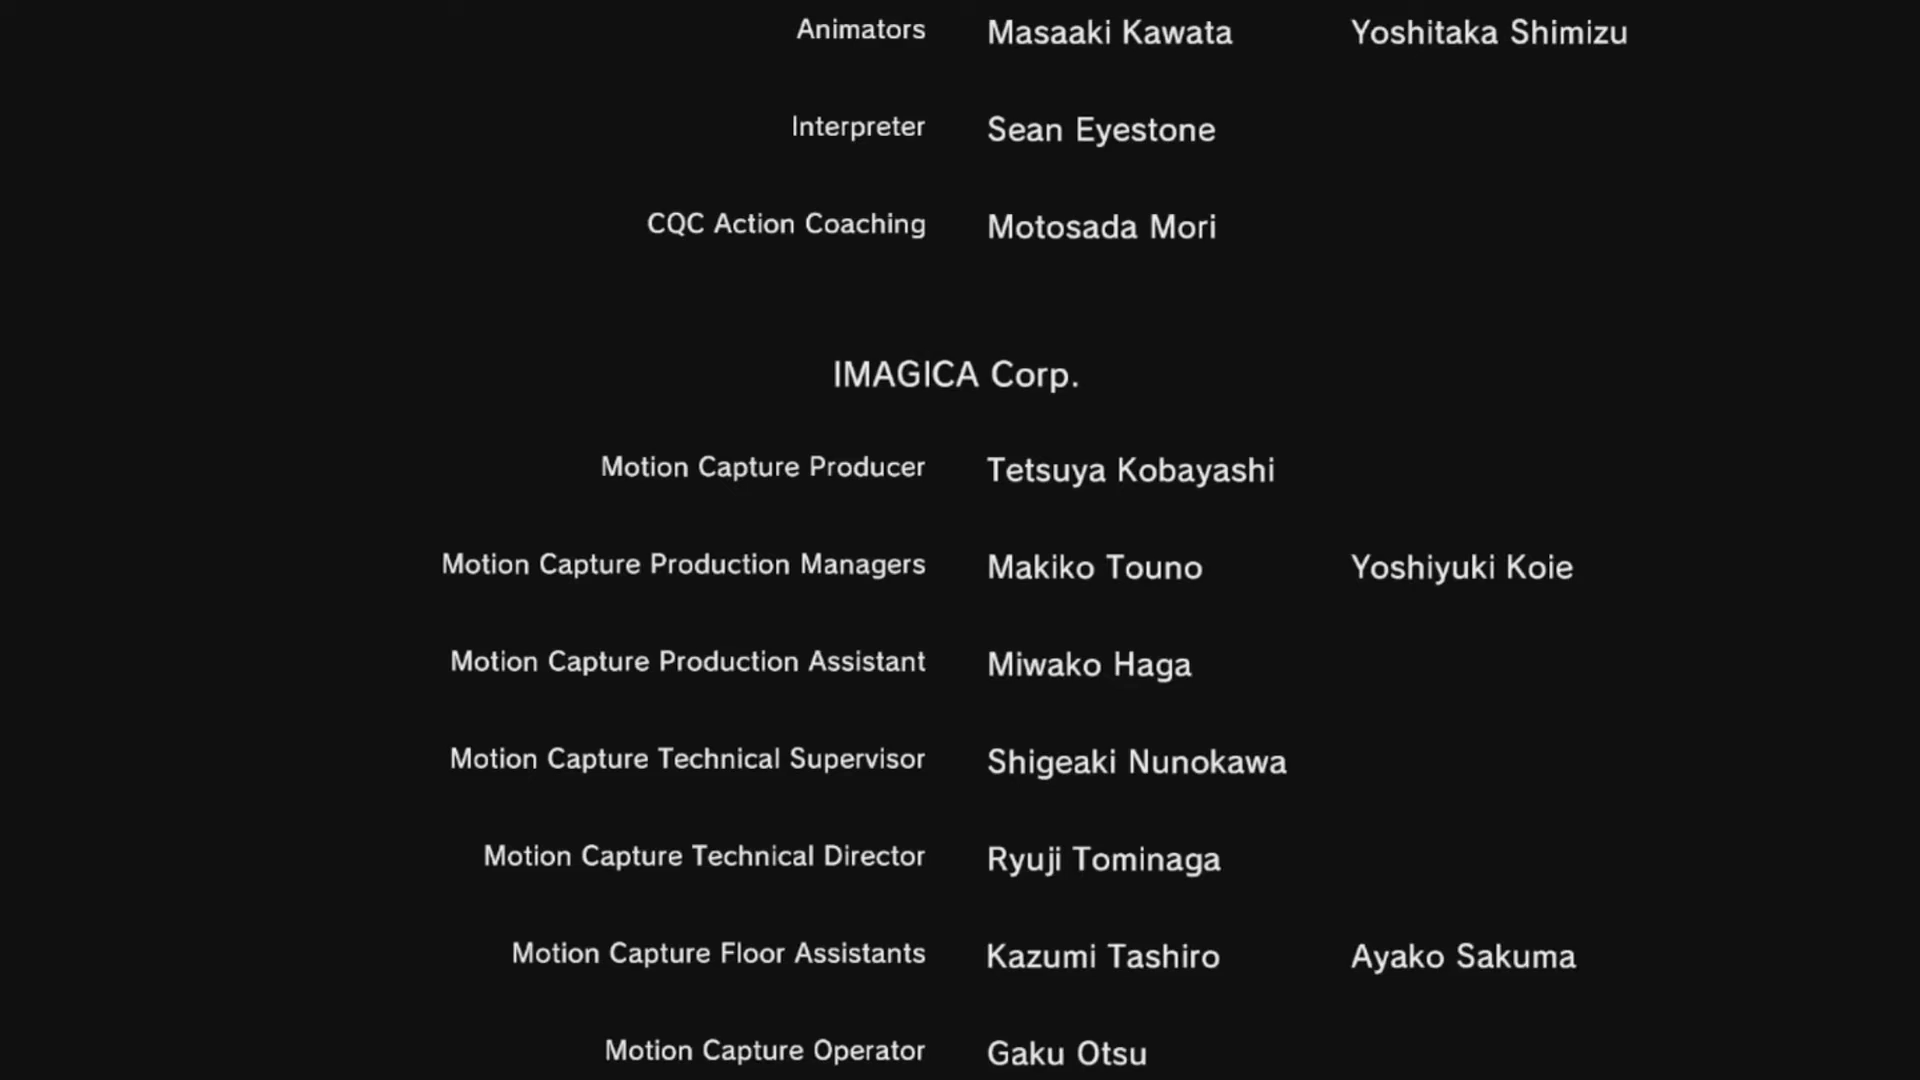 Animators Masaaki Kawata Yoshitaka Shimizu
Interpreter Sean Eyestone
CQC Action Coaching Motosada Mori
IMAGICA Corp.
Motion Capture Producer Tetsuya Kobayashi
Motion Capture Production Managers Makiko Touno Yoshiyuki Koie
Motion Capture Production Assistant Miwako Haga
Motion Capture Technical Supervisor Shigeaki Nunokawa
Motion Capture Technical Director Ryuji Tominaga
Motion Capture Floor Assistants Kazumi Tashiro Ayako Sakuma
Motion Capture Operator Gaku Otsu